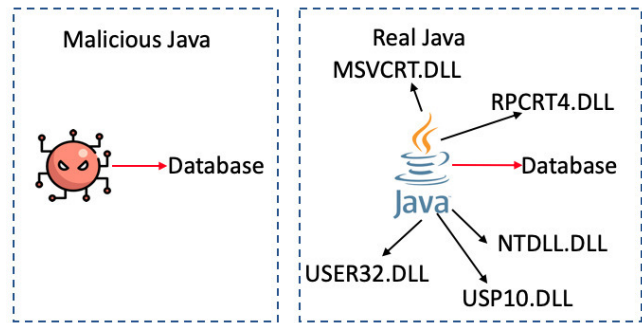 Malicious Java
Database
Real Java
MSVCRT.DLL
RPCRT4.DLL
Database
Java
NTDLL.DLL
USER32.DLL
USP10.DLL